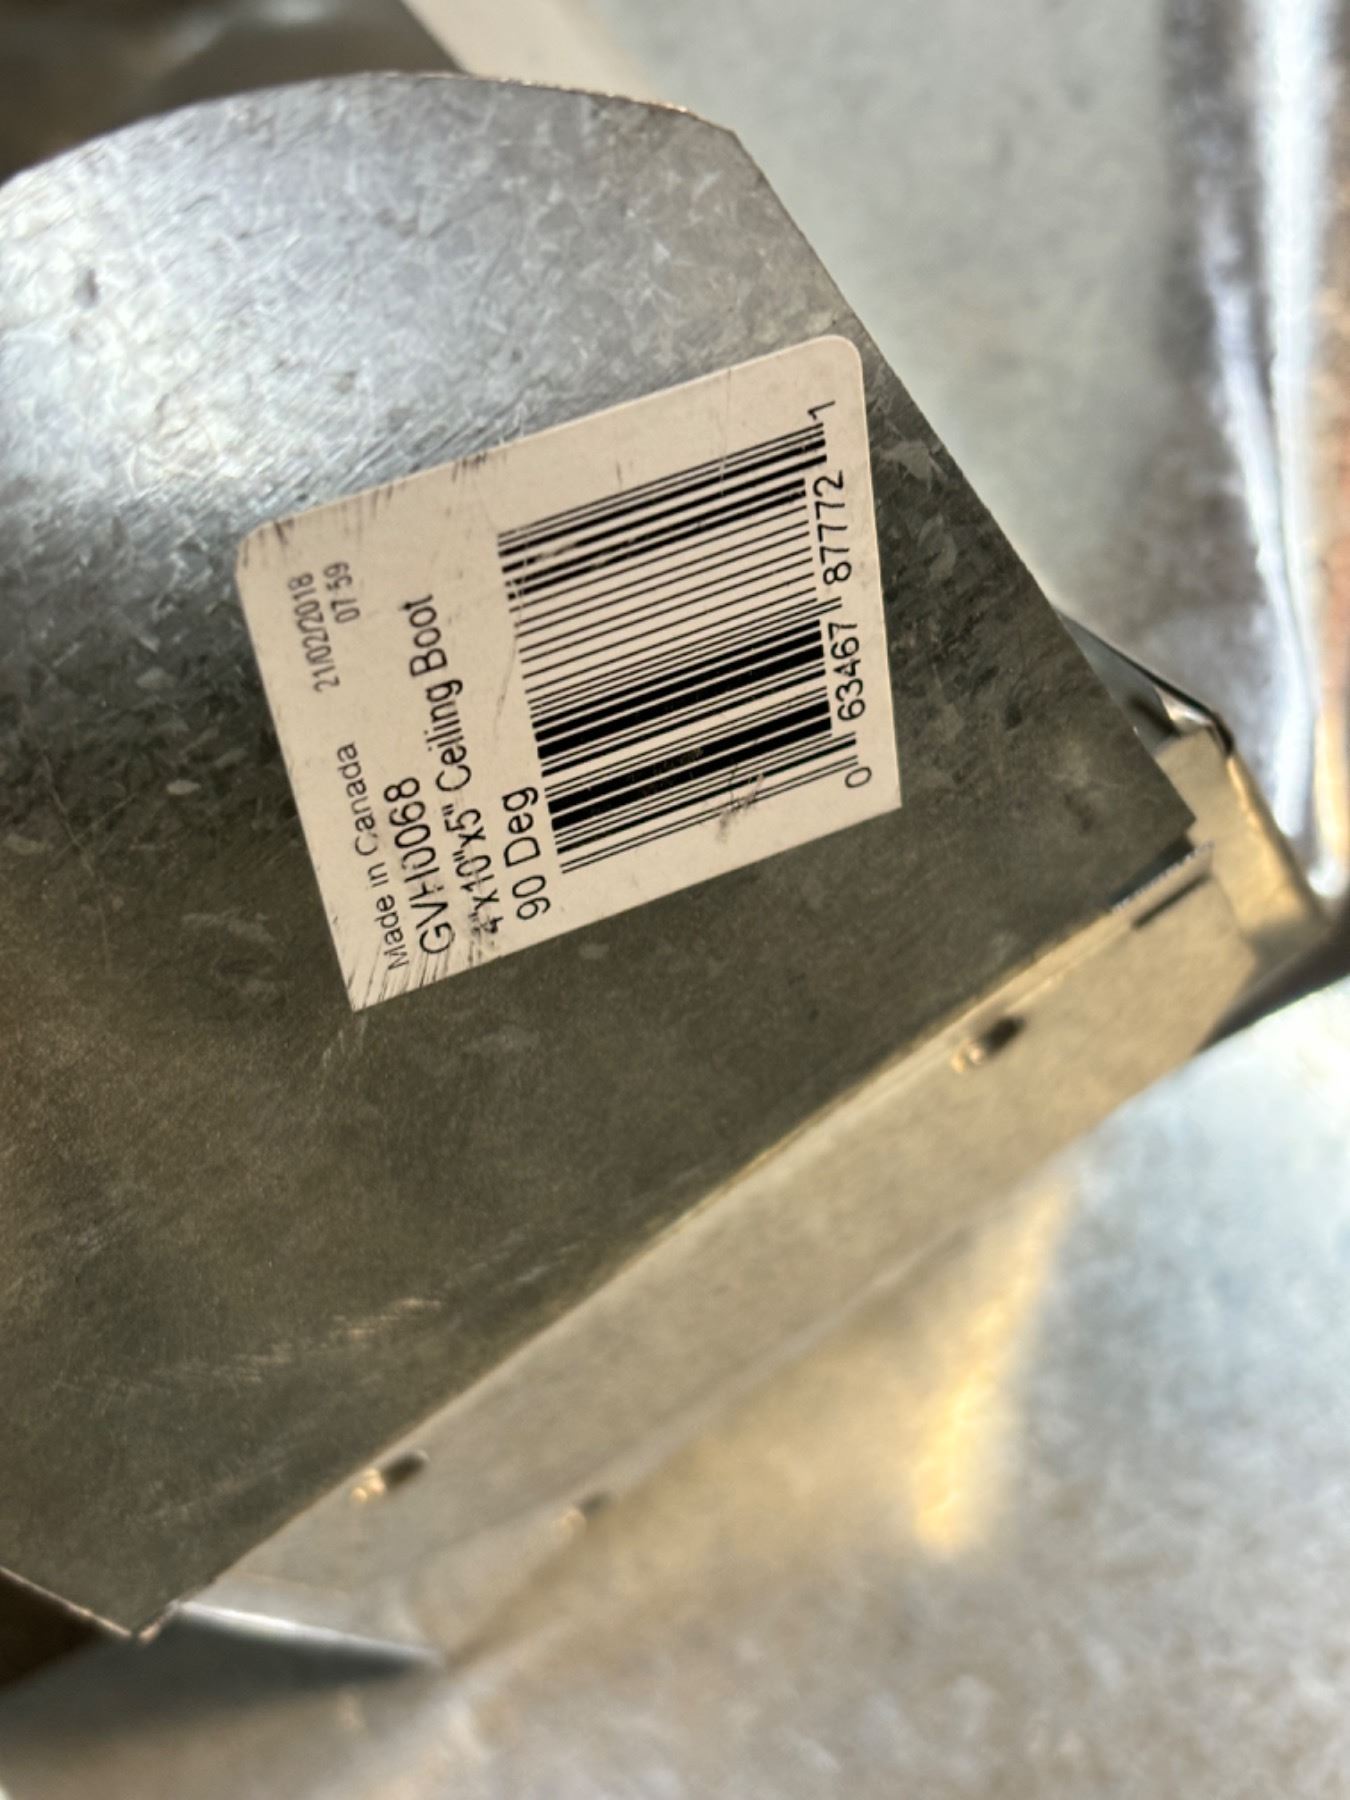 Made in Canada 21/02/2018
07 59
GVH0068
4"X10"X5" Ceiling Boot
90 Deg
0 63467 87772 1